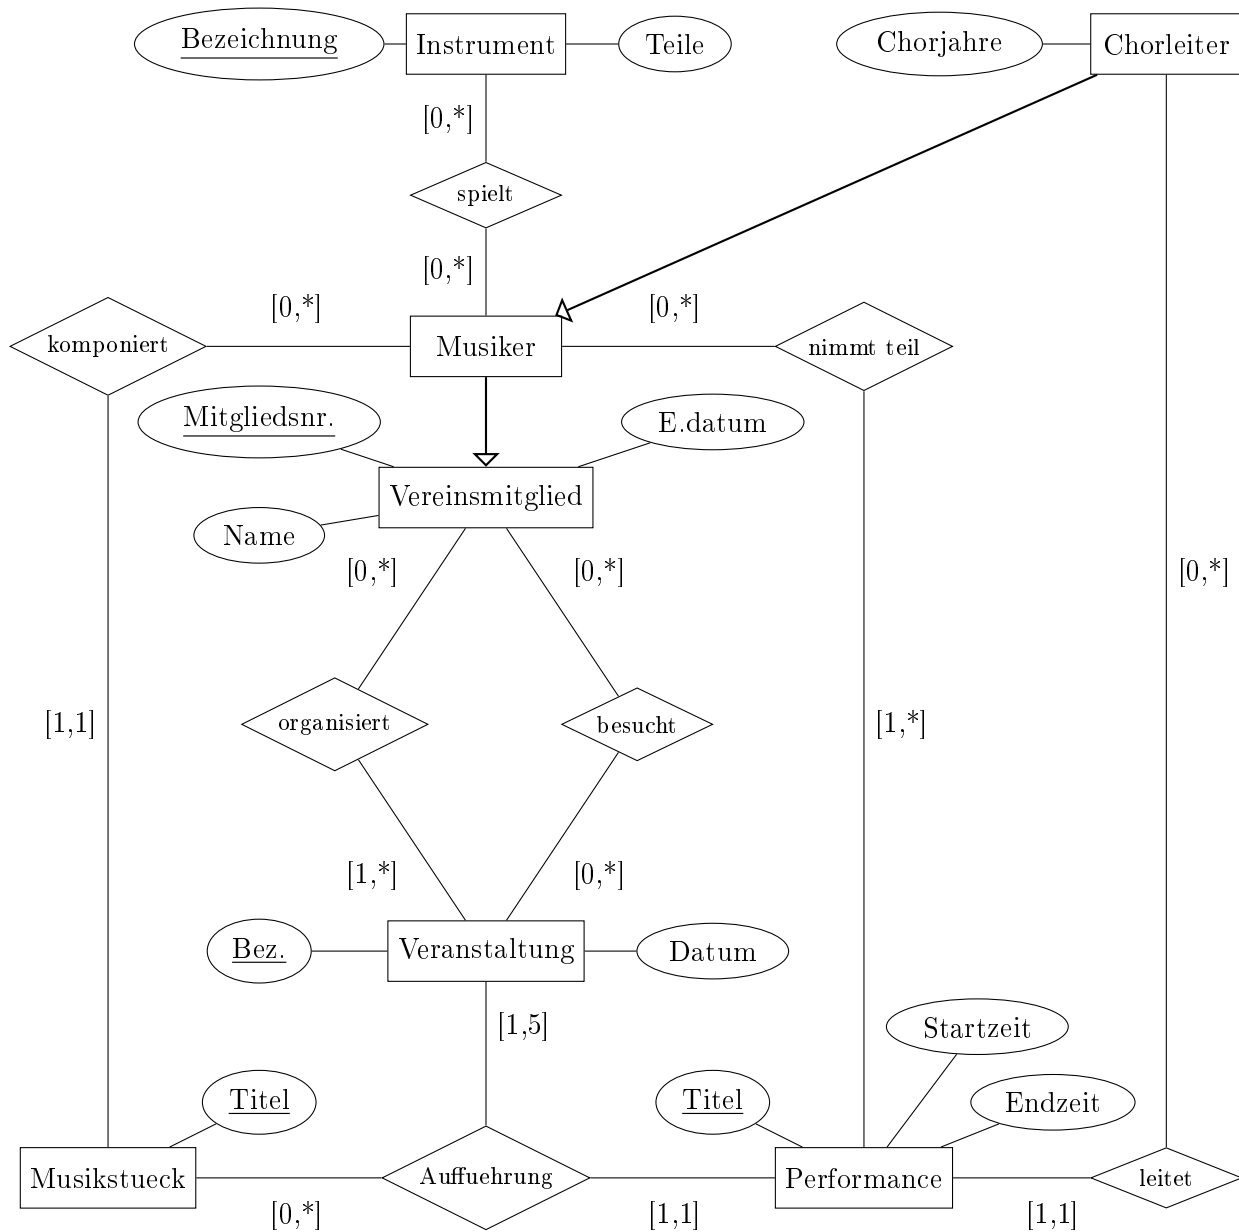 Bezeichnung
Instrument
Teile
Chorjahre
Chorleiter
[0,*]
spielt
[0,*]
[0,*]
[0,*]
komponiert
Musiker
nimmt teil
Mitgliedsnr.
E.datum
Vereinsmitglied
Name
[0,*]
[0,*]
[0,*]
[1,1]
organisiert
besucht
[1,*]
[1,*]
[0,*]
Bez.
Veranstaltung
Datum
[1,5]
Startzeit
Titel
Titel
Endzeit
Musikstueck
Auffuehrung
Performance
leitet
[0,*]
[1,1]
[1,1]